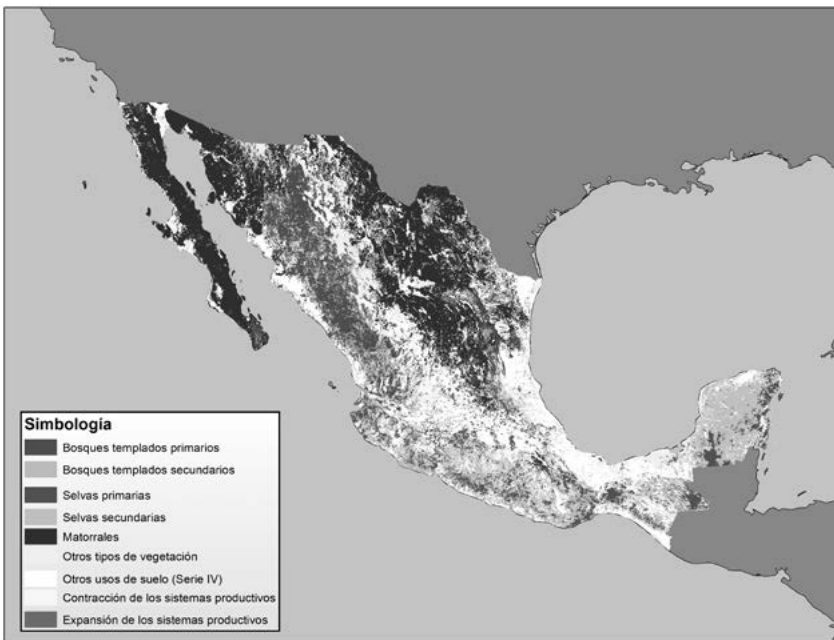 Simbología
Bosques templados primarios
Bosques templados secundarios
Selvas primarias
Selvas secundarias
Matorrales
Otros tipos de vegetación
Otros usos de suelo (Serie IV)
Contracción de los sistemas productivos
Expansión de los sistemas productivos